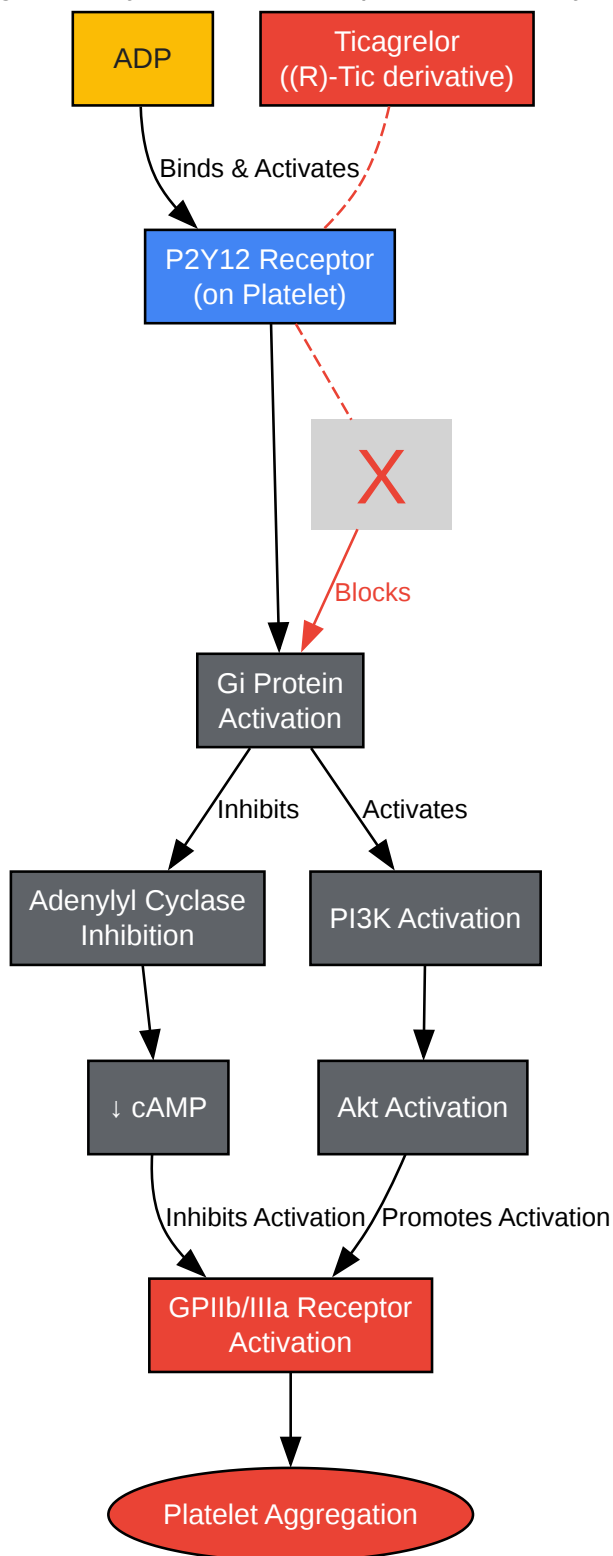 ADP
Ticagrelor
((R)-Tic derivative)
Binds & Activates
P2Y12 Receptor
(on Platelet)
X
Blocks
Gi Protein
Activation
Inhibits
Activates
Adenylyl Cyclase
Inhibition
PI3K Activation
↓ cAMP
Akt Activation
Inhibits Activation
Promotes Activation
GPIIb/IIIa Receptor
Activation
Platelet Aggregation